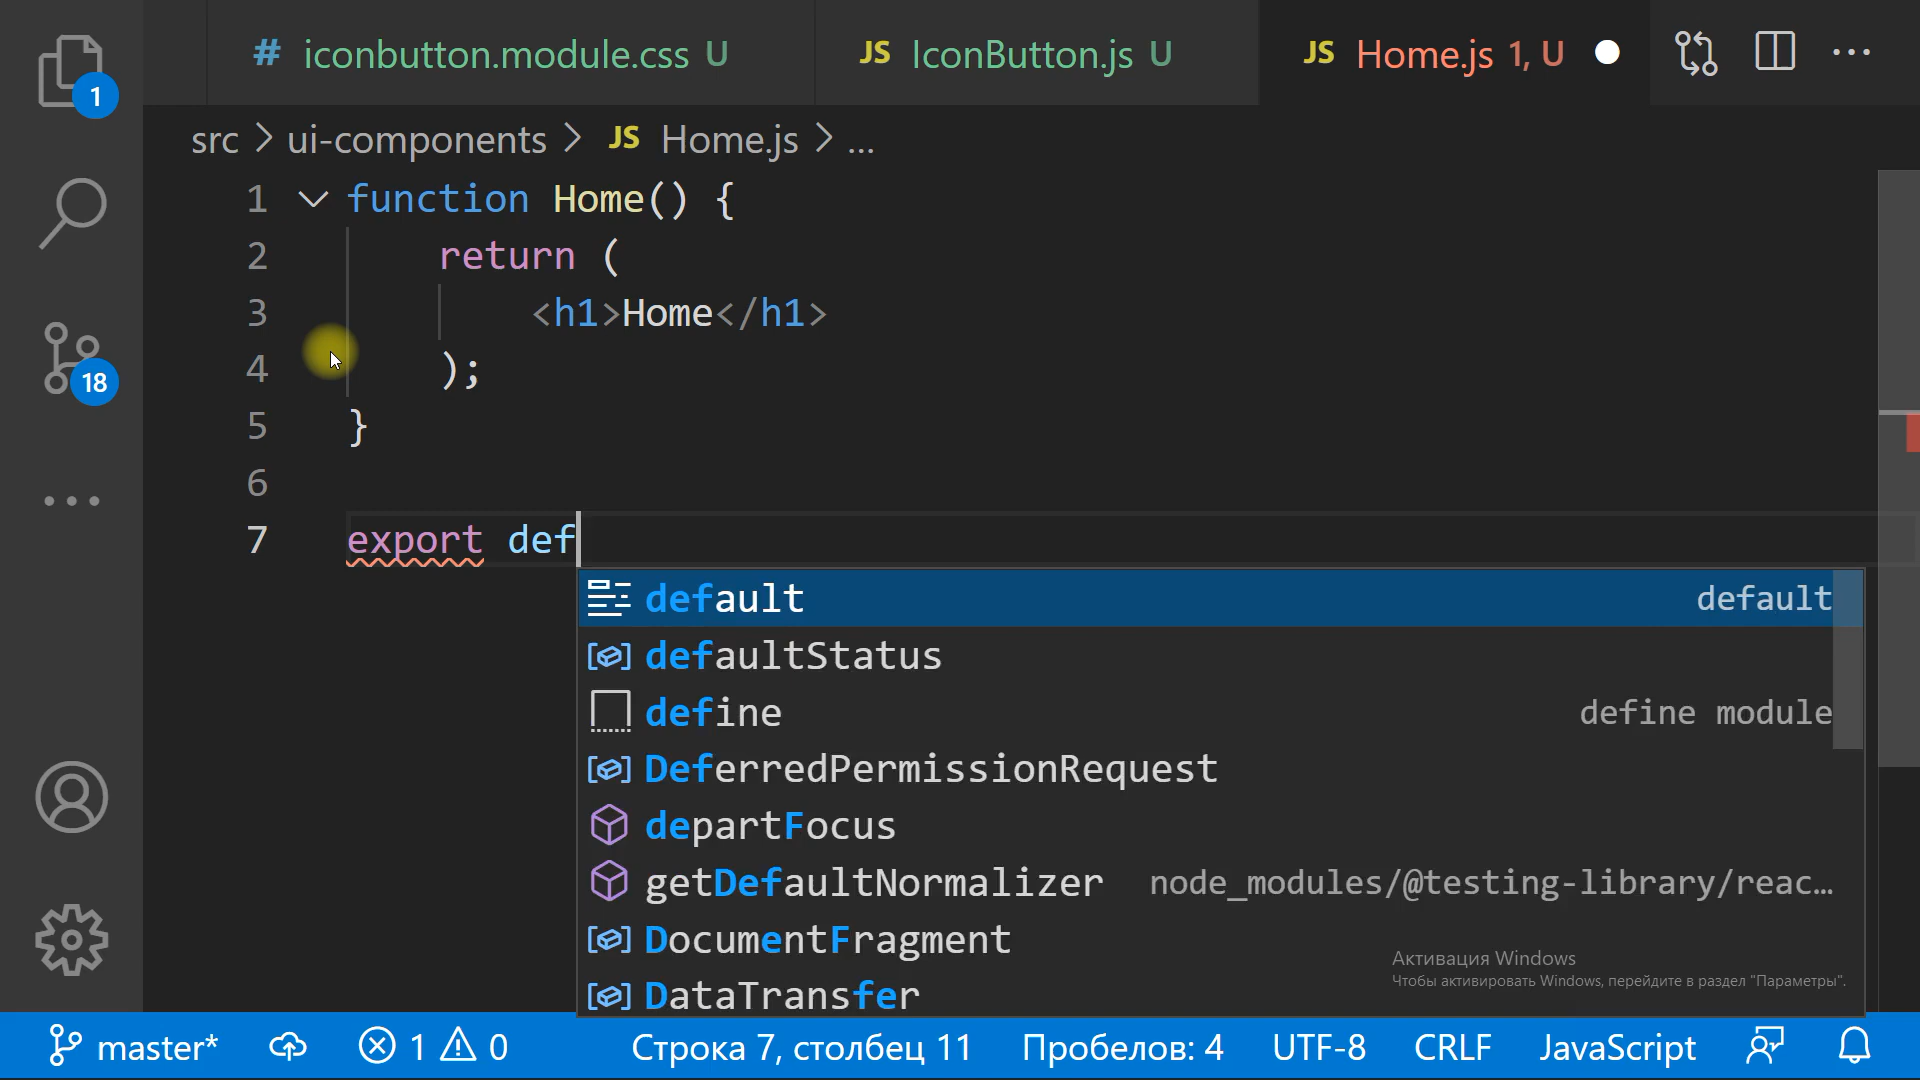 # iconbutton.module.css U
JS IconButton.js U
JS Home.js 1, U
1
src > ui-components > JS Home.js > ...
1 function Home() {
2 return (
3 <h1>Home</h1>
4 );
5 }
6
7 export def
18
default default
defaultStatus
define define module
DeferredPermissionRequest
departFocus
getDefaultNormalizer node_modules/@testing-library/reac...
DocumentFragment
DataTransfer
Активация Windows
Чтобы активировать Windows, перейдите в раздел "Параметры".
master* 1 0 Строка 7, столбец 11 Пробелов: 4 UTF-8 CRLF JavaScript